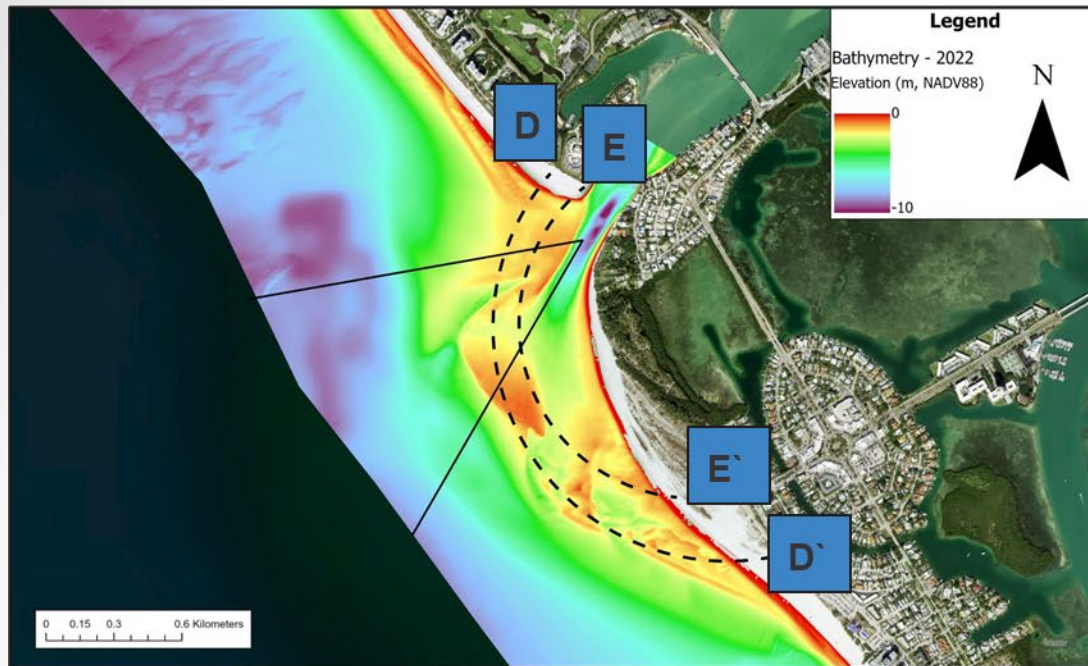 Legend
Bathymetry - 2022
Elevation (m, NADV88)
0
-10
N
D
E
E`
D`
0 0.15 0.3 0.6 Kilometers